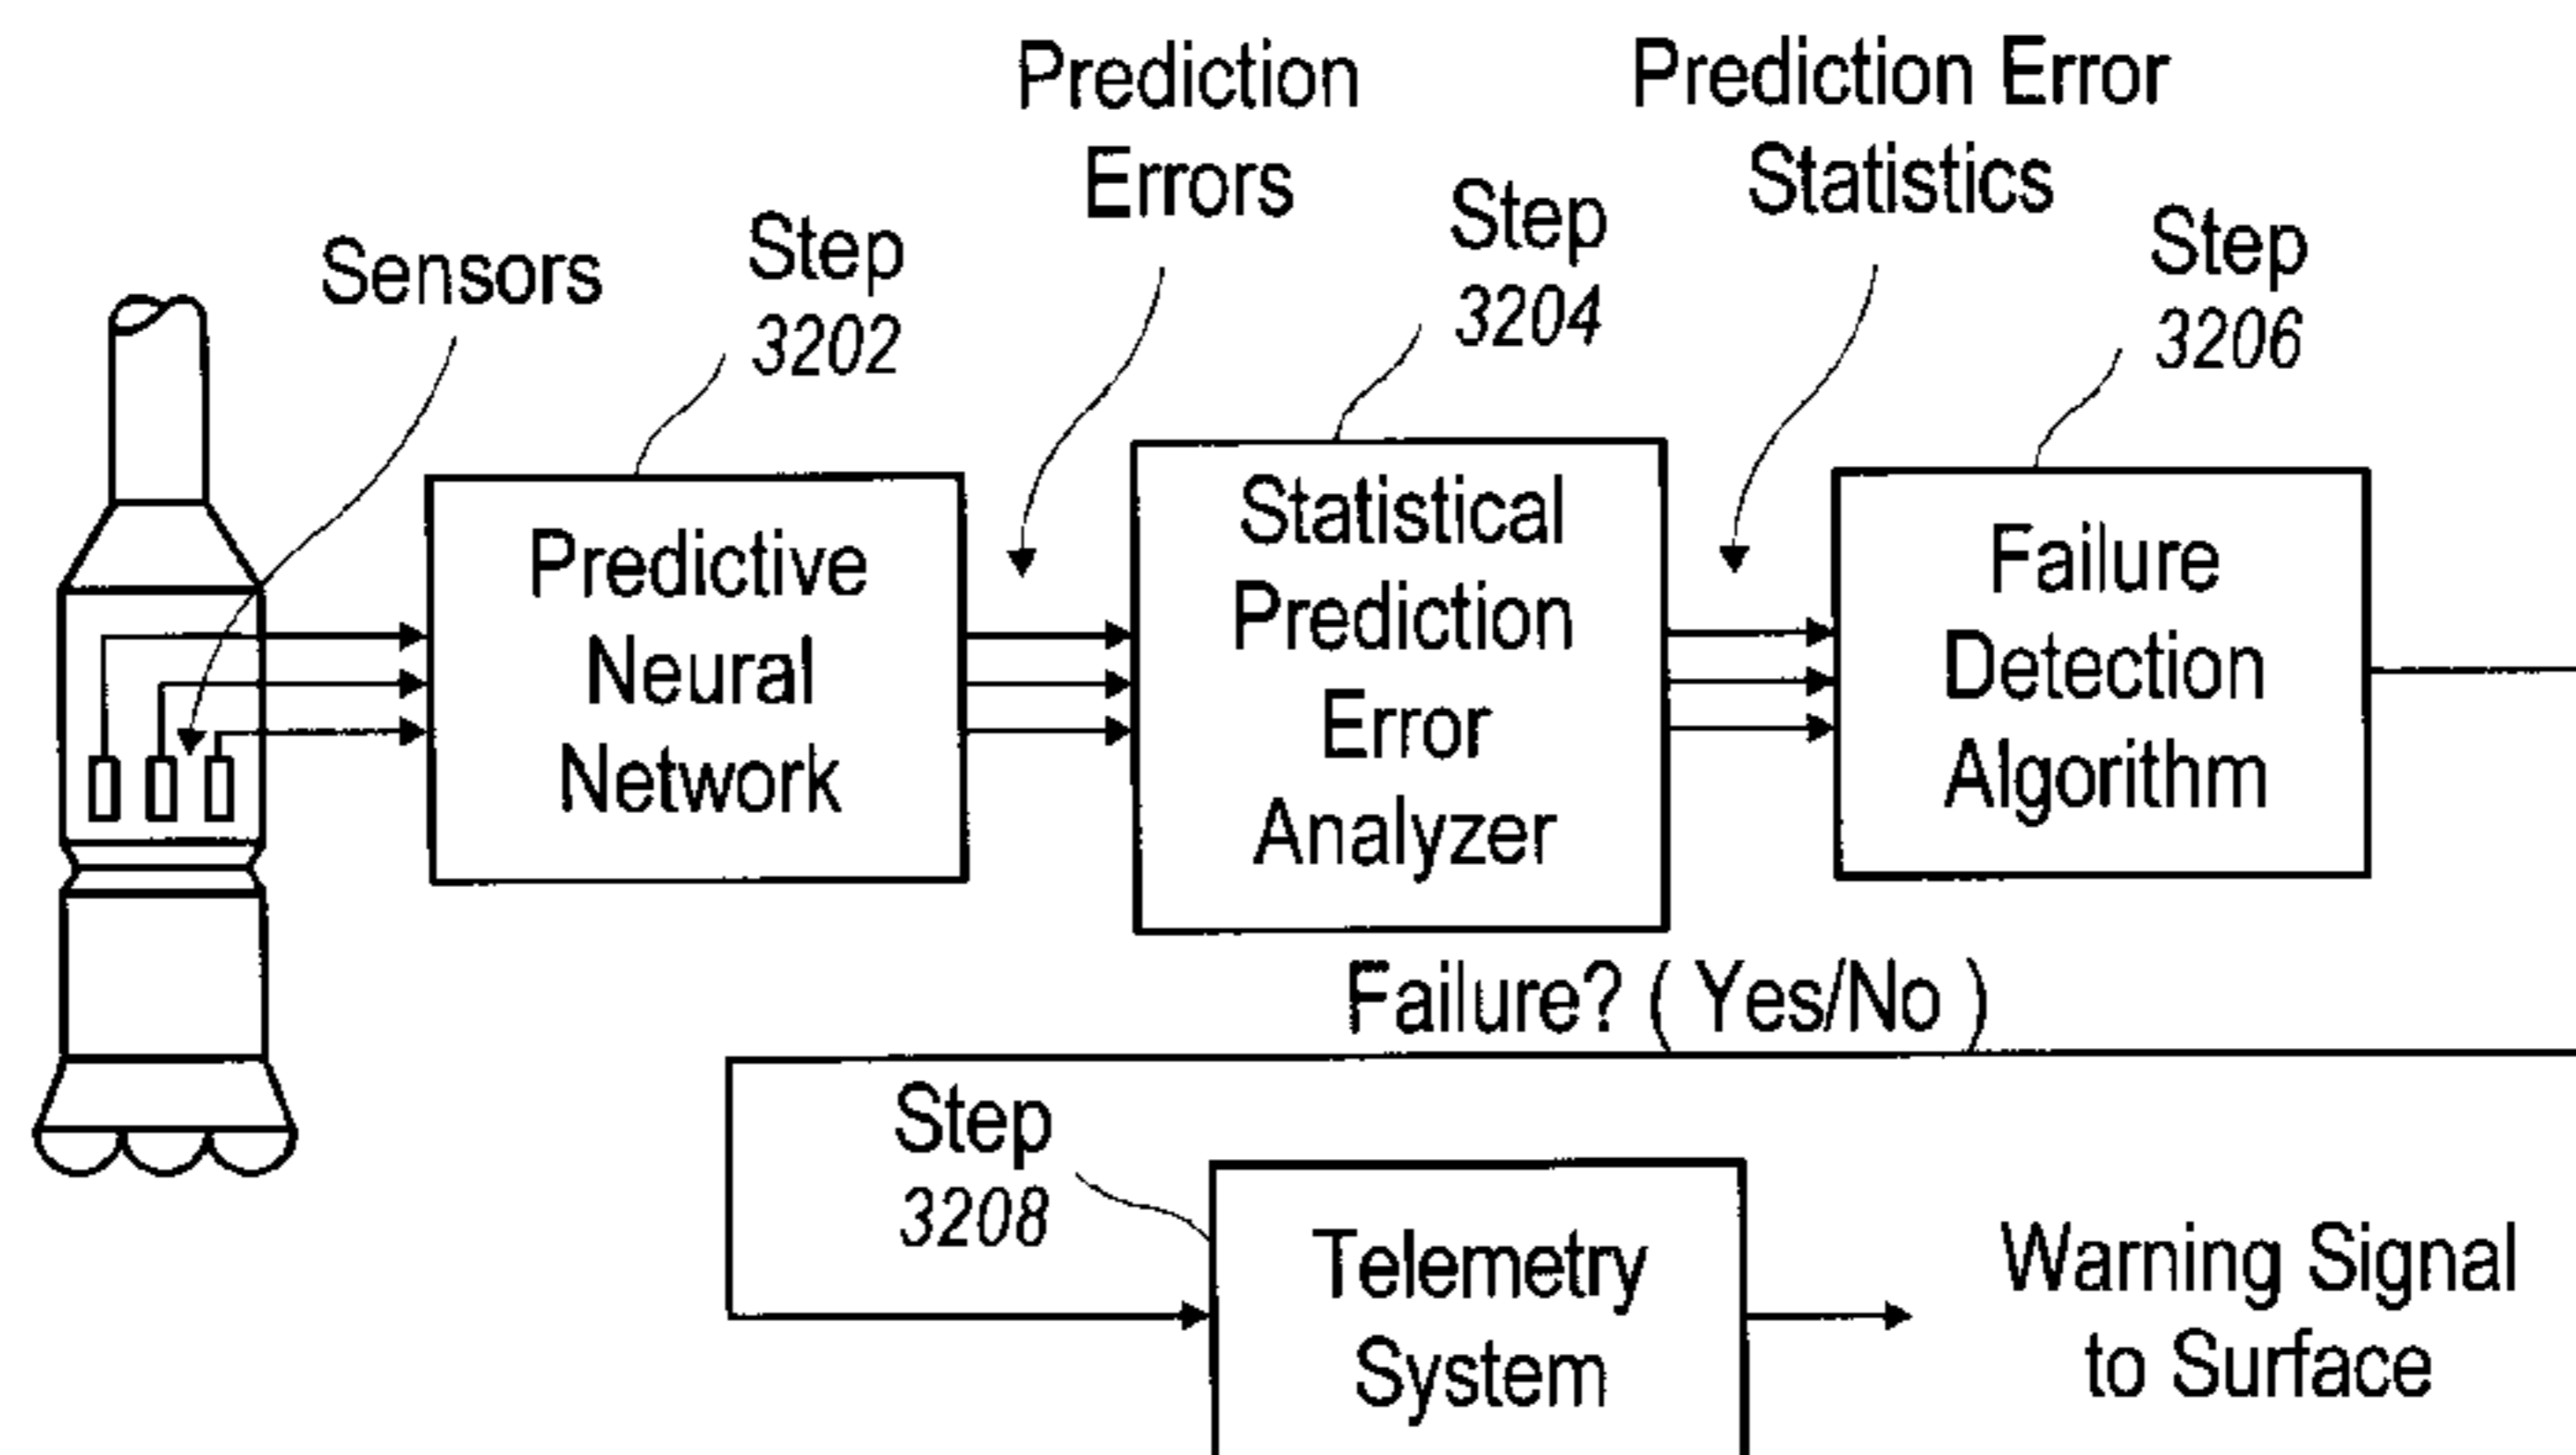 Prediction
Errors
Prediction Error
Statistics
Sensors
Step
3202
Step
3204
Step
3206
Predictive
Neural
Network
Statistical
Prediction
Error
Analyzer
Failure
Detection
Algorithm
Failure? ( Yes/No )
Step
3208
Telemetry
System
Warning Signal
to Surface